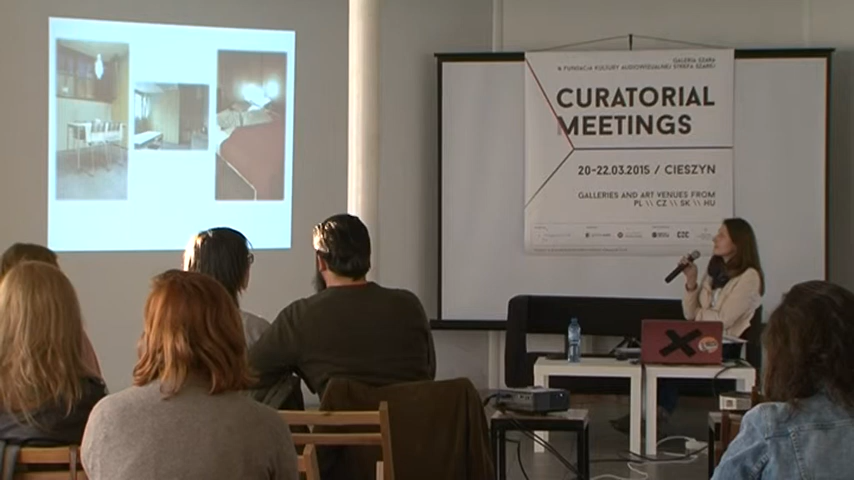 GALERIA SZARA
& FUNDACJA KULTURY AUDIOWIZUALNEJ STREFA SZAREJ
CURATORIAL
MEETINGS
20-22.03.2015 / CIESZYN
GALLERIES AND ART VENUES FROM
PL \\ CZ \\ SK \\ HU